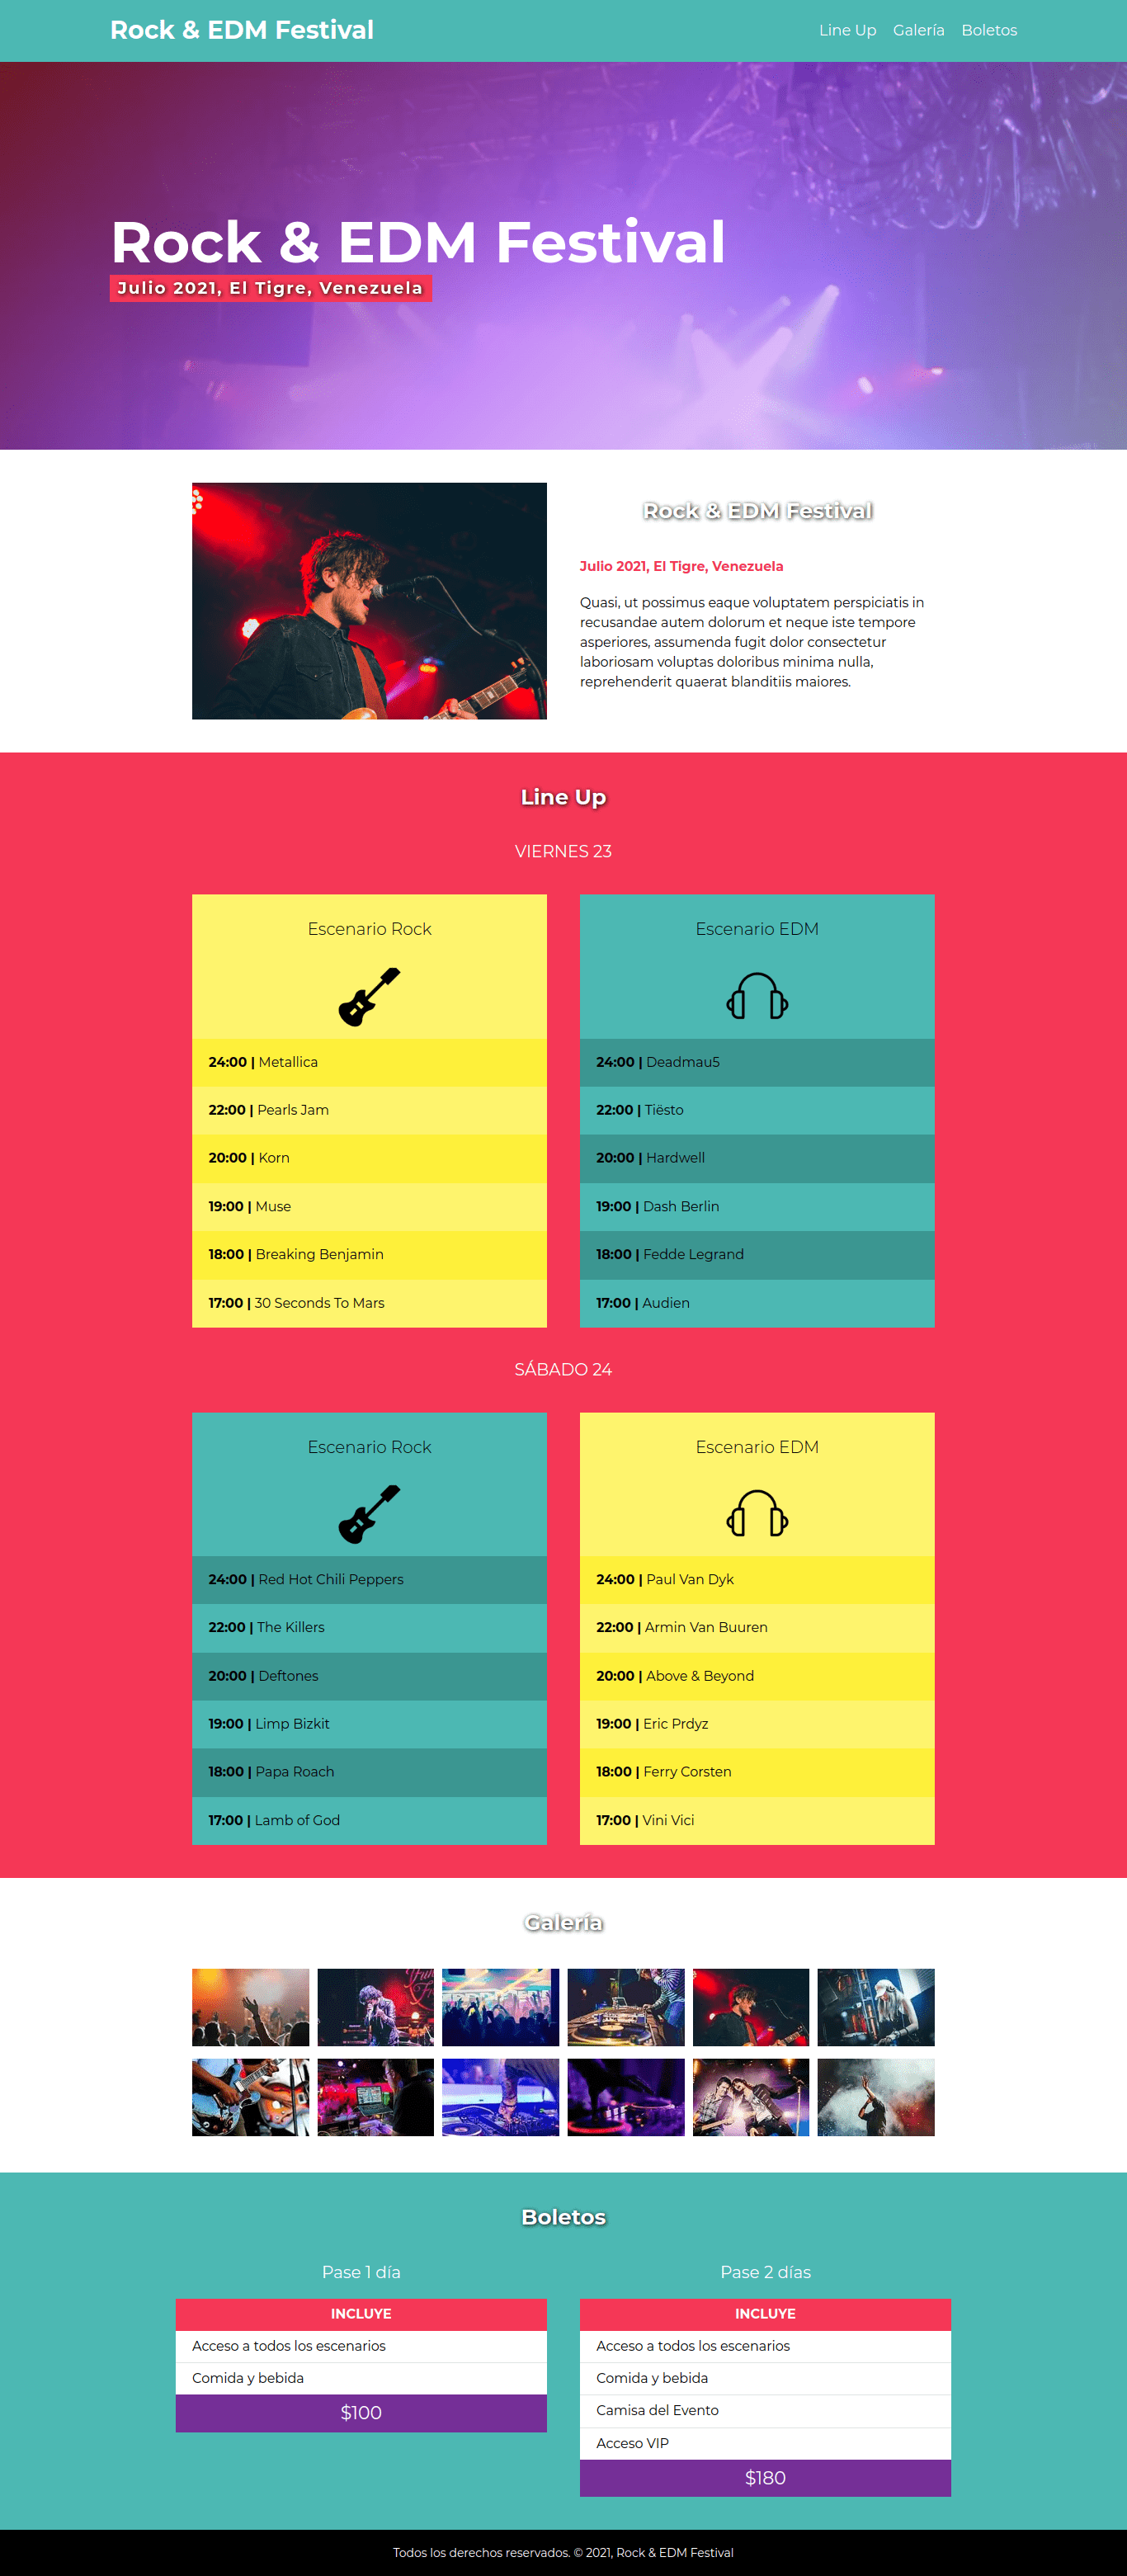 Rock & EDM Festival
Line Up Galería Boletos
Rock & EDM Festival
Julio 2021, El Tigre, Venezuela
Rock & EDM Festival
Julio 2021, El Tigre, Venezuela
Quasi, ut possimus eaque voluptatem perspiciatis in
recusandae autem dolorum et neque iste tempore
asperiores, assumenda fugit dolor consectetur
laboriosam voluptas doloribus minima nulla,
reprehenderit quaerat blanditiis maiores.
Line Up
VIERNES 23
Escenario Rock
24:00 | Metallica
22:00 | Pearls Jam
20:00 | Korn
19:00 | Muse
18:00 | Breaking Benjamin
17:00 | 30 Seconds To Mars
Escenario EDM
24:00 | Deadmau5
22:00 | Tiësto
20:00 | Hardwell
19:00 | Dash Berlin
18:00 | Fedde Legrand
17:00 | Audien
SÁBADO 24
Escenario Rock
24:00 | Red Hot Chili Peppers
22:00 | The Killers
20:00 | Deftones
19:00 | Limp Bizkit
18:00 | Papa Roach
17:00 | Lamb of God
Escenario EDM
24:00 | Paul Van Dyk
22:00 | Armin Van Buuren
20:00 | Above & Beyond
19:00 | Eric Prdyz
18:00 | Ferry Corsten
17:00 | Vini Vici
Galería
Boletos
Pase 1 día
INCLUYE
Acceso a todos los escenarios
Comida y bebida
$100
Pase 2 días
INCLUYE
Acceso a todos los escenarios
Comida y bebida
Camisa del Evento
Acceso VIP
$180
Todos los derechos reservados. © 2021, Rock & EDM Festival